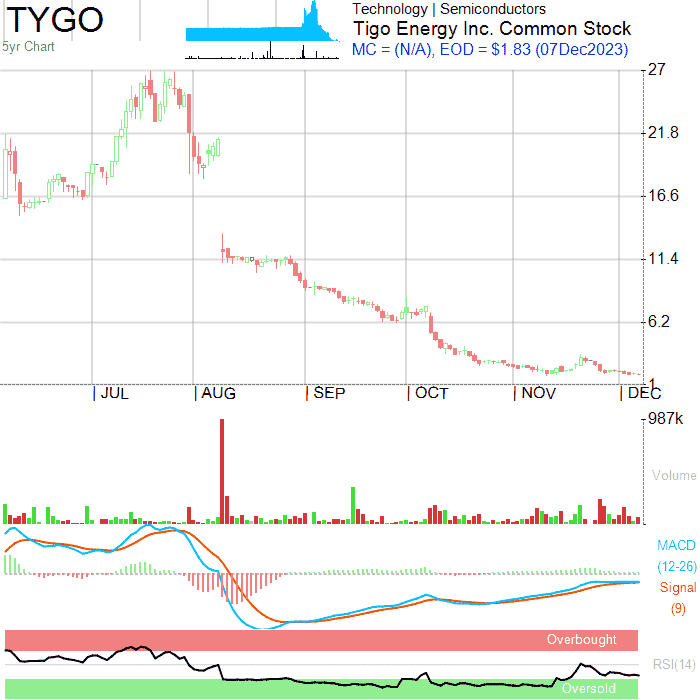 TYGO
5yr Chart
Technology | Semiconductors
Tigo Energy Inc. Common Stock
MC = (N/A), EOD = $1.83 (07Dec2023)
27
21.8
16.6
11.4
6.2
1
JUL AUG SEP OCT NOV DEC
987k
Volume
MACD
(12-26)
Signal
(9)
Overbought
RSI(14)
Oversold